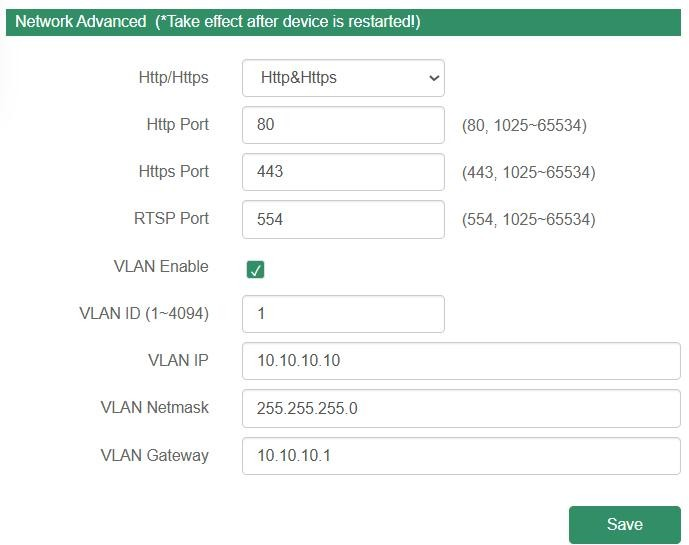 Network Advanced (*Take effect after device is restarted!)
Http/Https Http&Https
Http Port 80 (80, 1025~65534)
Https Port 443 (443, 1025~65534)
RTSP Port 554 (554, 1025~65534)
VLAN Enable
VLAN ID (1~4094) 1
VLAN IP 10.10.10.10
VLAN Netmask 255.255.255.0
VLAN Gateway 10.10.10.1
Save